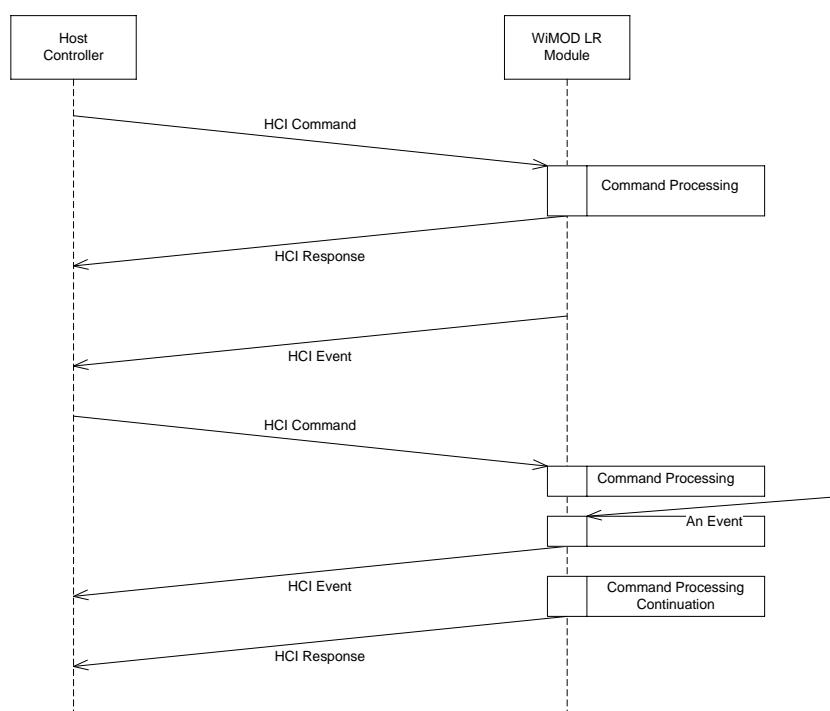 Host
Controller
WiMOD LR
Module
HCI Command
Command Processing
HCI Response
HCI Event
HCI Command
Command Processing
An Event
HCI Event
Command Processing
Continuation
HCI Response